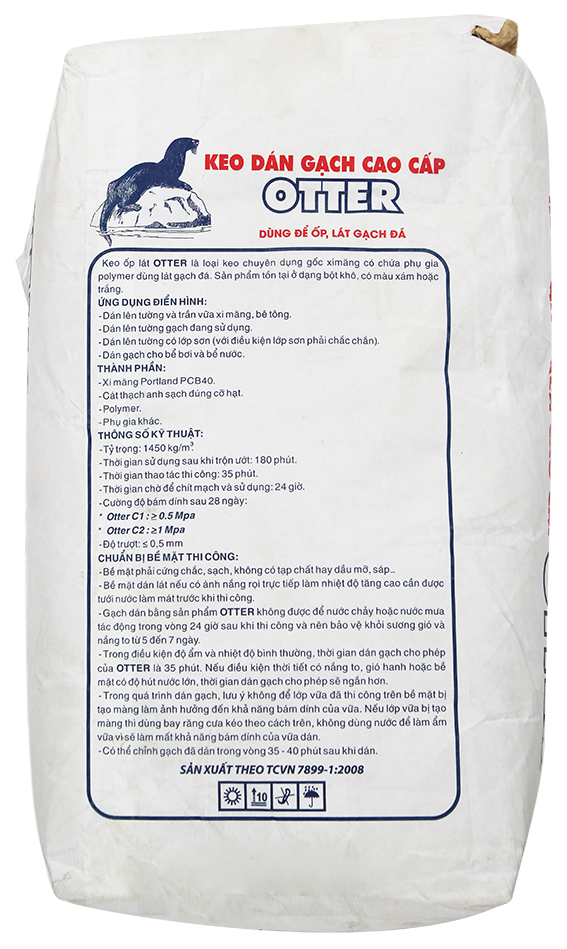 KEO DÁN GẠCH CAO CẤP
OTTER
DÙNG ĐỂ ỐP, LÁT GẠCH ĐÁ
Keo ốp lát OTTER là loại keo chuyên dụng gốc ximăng có chứa phụ gia
polymer dùng lát gạch đá. Sản phẩm tồn tại ở dạng bột khô, có màu xám hoặc
trắng.
ỨNG DỤNG ĐIỂN HÌNH:
-Dán lên tường và trần vữa xi măng, bê tông.
-Dán lên tường gạch đang sử dụng.
-Dán lên tường có lớp sơn (với điều kiện lớp sơn phải chắc chắn).
-Dán gạch cho bể bơi và bể nước.
THÀNH PHẦN:
-Xi măng Portland PCB40.
-Cát thạch anh sạch đúng cỡ hạt.
-Polymer.
-Phụ gia khác.
THÔNG SỐ KỸ THUẬT:
-Tỷ trọng: 1450 kg/m³.
-Thời gian sử dụng sau khi trộn ướt: 180 phút.
-Thời gian thao tác thi công: 35 phút.
-Thời gian chờ để chít mạch và sử dụng: 24 giờ.
-Cường độ bám dính sau 28 ngày:
* Otter C1 : ≥ 0.5 Mpa
* Otter C2 : ≥1 Mpa
-Độ trượt: ≤ 0,5 mm
CHUẨN BỊ BỀ MẶT THI CÔNG:
-Bề mặt phải cứng chắc, sạch, không có tạp chất hay dầu mỡ, sáp...
-Bề mặt dán lát nếu có ánh nắng rọi trực tiếp làm nhiệt độ tăng cao cần được
tưới nước làm mát trước khi thi công.
-Gạch dán bằng sản phẩm OTTER không được để nước chảy hoặc nước mưa
tác động trong vòng 24 giờ sau khi thi công và nên bảo vệ khỏi sương gió và
nắng to từ 5 đến 7 ngày.
-Trong điều kiện độ ẩm và nhiệt độ bình thường, thời gian dán gạch cho phép
của OTTER là 35 phút. Nếu điều kiện thời tiết có nắng to, gió hanh hoặc bề
mặt có độ hút nước lớn, thời gian dán gạch cho phép sẽ ngắn hơn.
-Trong quá trình dán gạch, lưu ý không để lớp vữa đã thi công trên bề mặt bị
tạo màng làm ảnh hưởng đến khả năng bám dính của vữa. Nếu lớp vữa bị tạo
màng thì dùng bay răng cưa kéo theo cách trên, không dùng nước để làm ẩm
vữa vì sẽ làm mất khả năng bám dính của vữa dán.
-Có thể chỉnh gạch đã dán trong vòng 35 - 40 phút sau khi dán.
SẢN XUẤT THEO TCVN 7899-1:2008
10